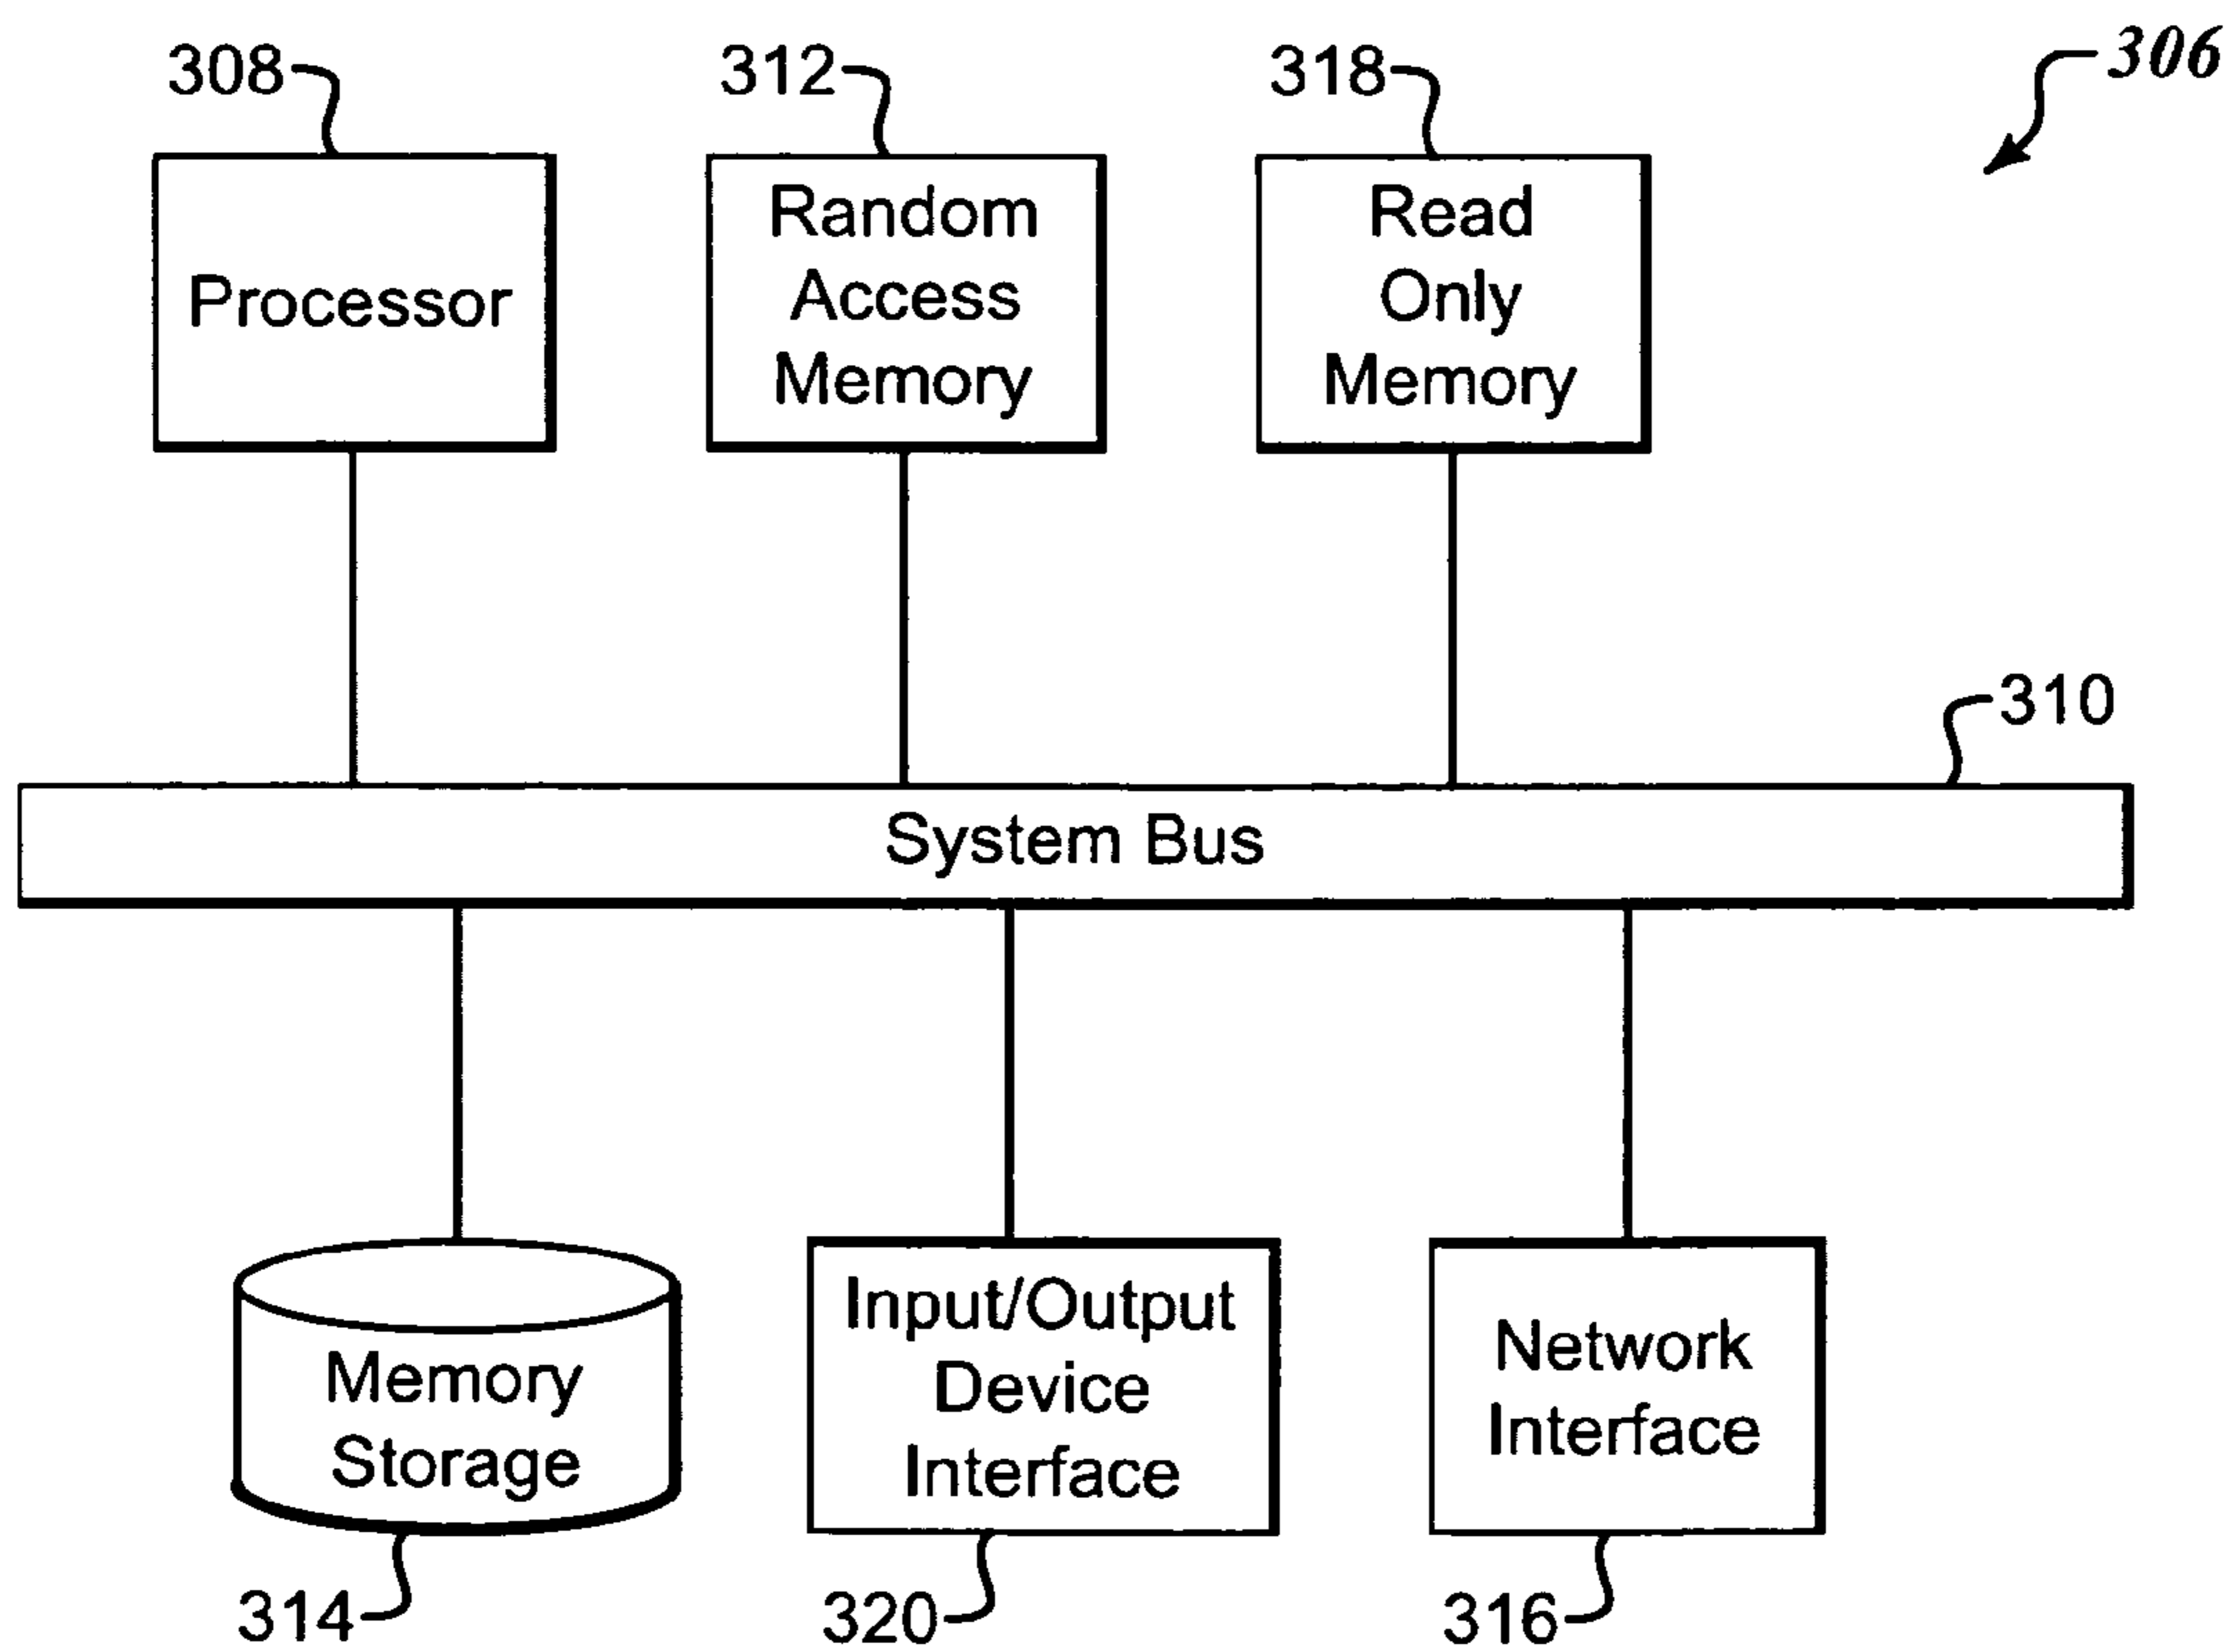 308
312
318
306
Processor
Random
Access
Memory
Read
Only
Memory
310
System Bus
Memory
Storage
Input/Output
Device
Interface
Network
Interface
314
320
316